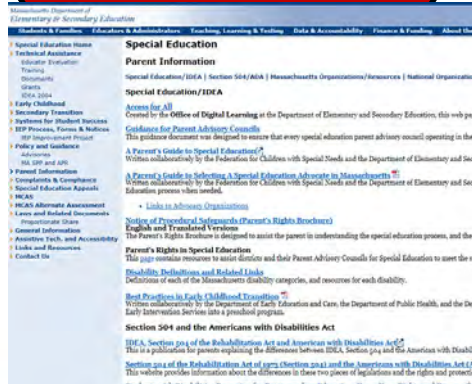 Massachusetts Department of
Elementary & Secondary Education
Students & Families Educators & Administrators Teaching, Learning & Testing Data & Accountability Finance & Funding About the
Special Education Home
Technical Assistance
Educator Evaluation
Training
Documents
Grants
IDEA 2004
Early Childhood
Secondary Transition
Systems for Student Success
IEP Process, Forms & Notices
IEP Improvement Project
Policy and Guidance
Advisories
MA SPP and APR
Parent Information
Complaints & Compliance
Special Education Appeals
MCAS
MCAS Alternate Assessment
Laws and Related Documents
Proportionate Share
General Information
Assistive Tech. and Accessibility
Links and Resources
Contact Us
Special Education
Parent Information
Special Education/IDEA | Section 504/ADA | Massachusetts Organizations/Resources | National Organizatio
Special Education/IDEA
Access for All
Created by the Office of Digital Learning at the Department of Elementary and Secondary Education, this web pa
Guidance for Parent Advisory Councils
This guidance document was designed to ensure that every special education parent advisory council operating in the
A Parent's Guide to Special Education
Written collaboratively by the Federation for Children with Special Needs and the Department of Elementary and Sec
A Parent's Guide to Selecting A Special Education Advocate in Massachusetts
Written collaboratively by the Federation for Children with Special Needs and the Department of Elementary and Sec
Education process when needed.
• Links to Advisory Organizations
Notice of Procedural Safeguards (Parent's Rights Brochure)
English and Translated Versions
The Parent's Rights Brochure is designed to assist the parent in understanding the special education process, and the
Parent's Rights in Special Education
This page contains resources to assist districts and their Parent Advisory Councils for Special Education to meet the r
Disability Definitions and Related Links
Definitions of each of the Massachusetts disability categories, and resources for each disability.
Best Practices in Early Childhood Transition
Written collaboratively by the Department of Early Education and Care, the Department of Public Health, and the De
Early Intervention Services into a preschool program.
Section 504 and the Americans with Disabilities Act
IDEA, Section 504 of the Rehabilitation Act and American with Disabilities Act
This is a publication for parents explaining the differences between IDEA, Section 504 and the Americans with Disabil
Section 504 of the Rehabilitation Act of 1973 (Section 504) and the Americans with Disabilities Act (
This website provides information about the differences in these two pieces of legislations and the rights and protect